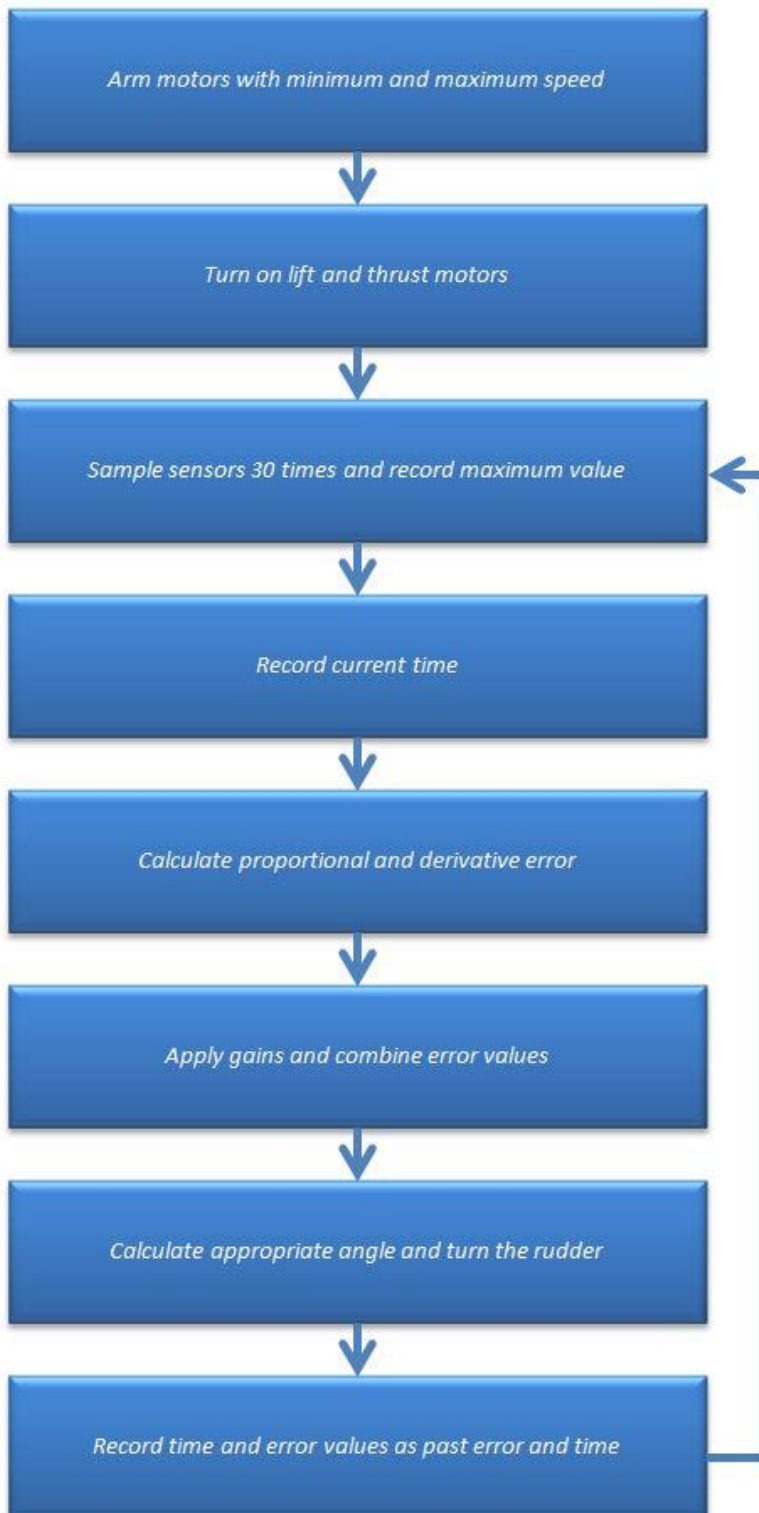 Arm motors with minimum and maximum speed
Turn on lift and thrust motors
Sample sensors 30 times and record maximum value
Record current time
Calculate proportional and derivative error
Apply gains and combine error values
Calculate appropriate angle and turn the rudder
Record time and error values as past error and time